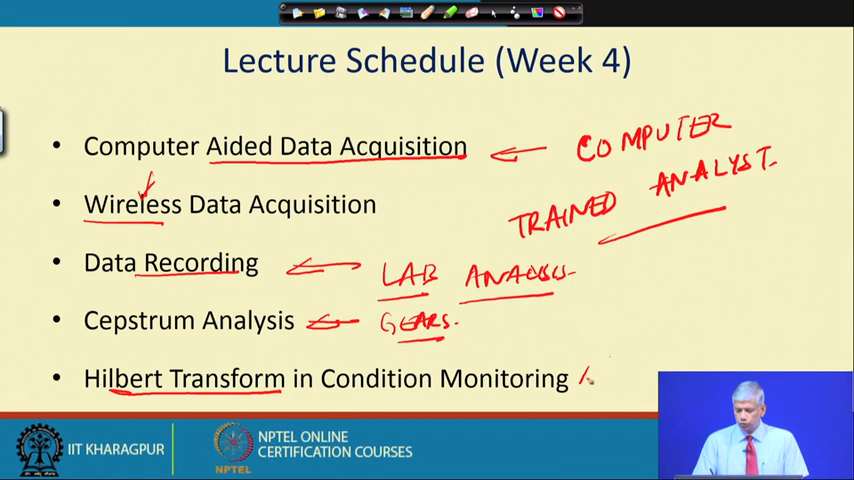 Lecture Schedule (Week 4)
• Computer Aided Data Acquisition
COMPUTER
• Wireless Data Acquisition
TRAINED ANALYST
• Data Recording
LAB ANALYSIS
• Cepstrum Analysis
GEARS.
• Hilbert Transform in Condition Monitoring
IIT KHARAGPUR
NPTEL
NPTEL ONLINE
CERTIFICATION COURSES